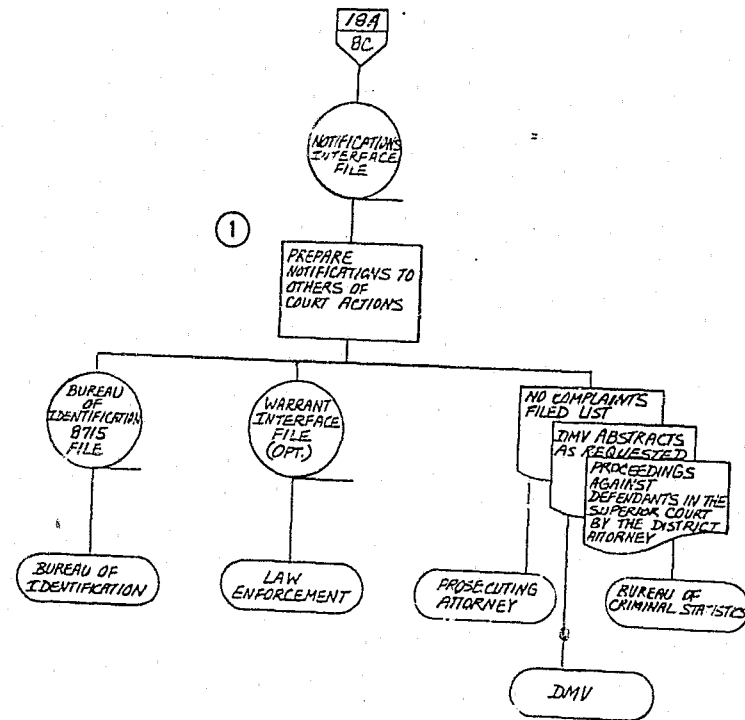 18A
8C
NOTIFICATIONS
INTERFACE
FILE
1
PREPARE
NOTIFICATIONS TO
OTHERS OF
COURT ACTIONS
BUREAU
OF
IDENTIFICATION
8715
FILE
WARRANT
INTERFACE
FILE
(OPT.)
NO COMPLAINTS
FILED LIST
DMV ABSTRACTS
AS REQUESTED
PROCEEDINGS
AGAINST
DEFENDANTS IN THE
SUPERIOR COURT
BY THE DISTRICT
ATTORNEY
BUREAU OF
IDENTIFICATION
LAW
ENFORCEMENT
PROSECUTING
ATTORNEY
BUREAU OF
CRIMINAL STATISTICS
DMV